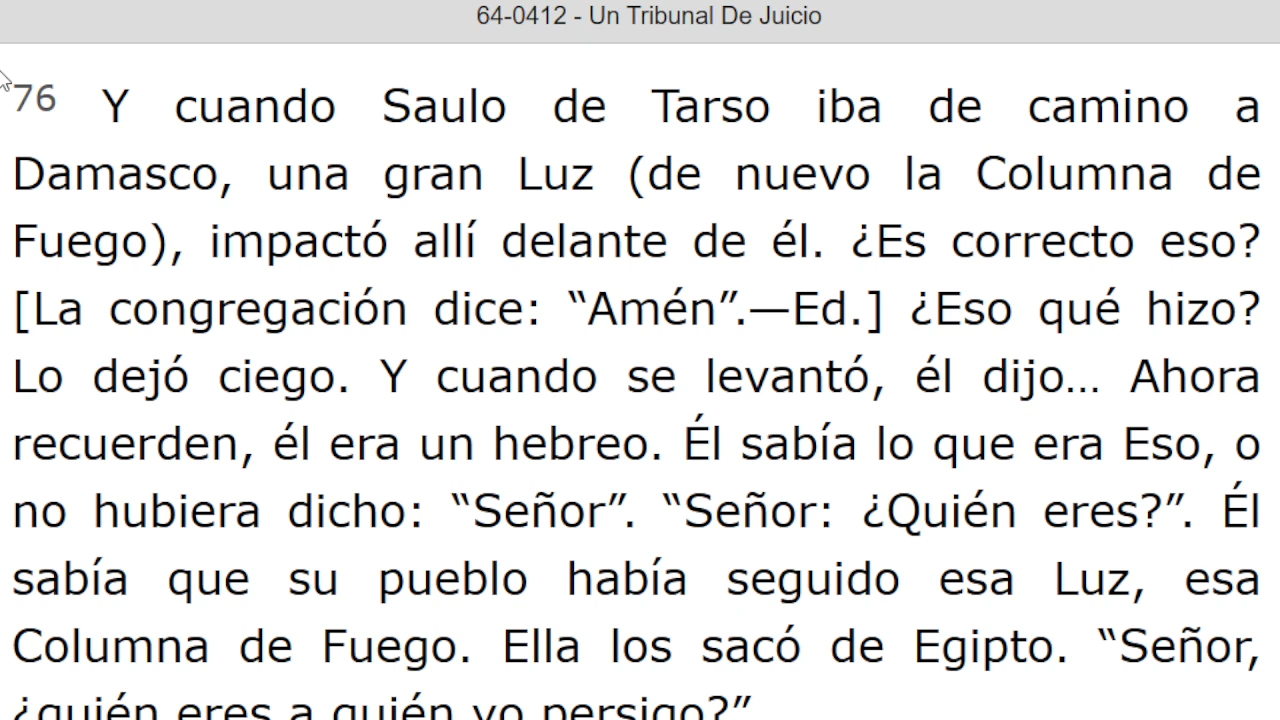 64-0412 - Un Tribunal De Juicio
76 Y cuando Saulo de Tarso iba de camino a
Damasco, una gran Luz (de nuevo la Columna de
Fuego), impactó allí delante de él. ¿Es correcto eso?
[La congregación dice: “Amén”.—Ed.] ¿Eso qué hizo?
Lo dejó ciego. Y cuando se levantó, él dijo… Ahora
recuerden, él era un hebreo. Él sabía lo que era Eso, o
no hubiera dicho: “Señor”. “Señor: ¿Quién eres?”. Él
sabía que su pueblo había seguido esa Luz, esa
Columna de Fuego. Ella los sacó de Egipto. “Señor,
¿quién eres a quién yo persigo?”